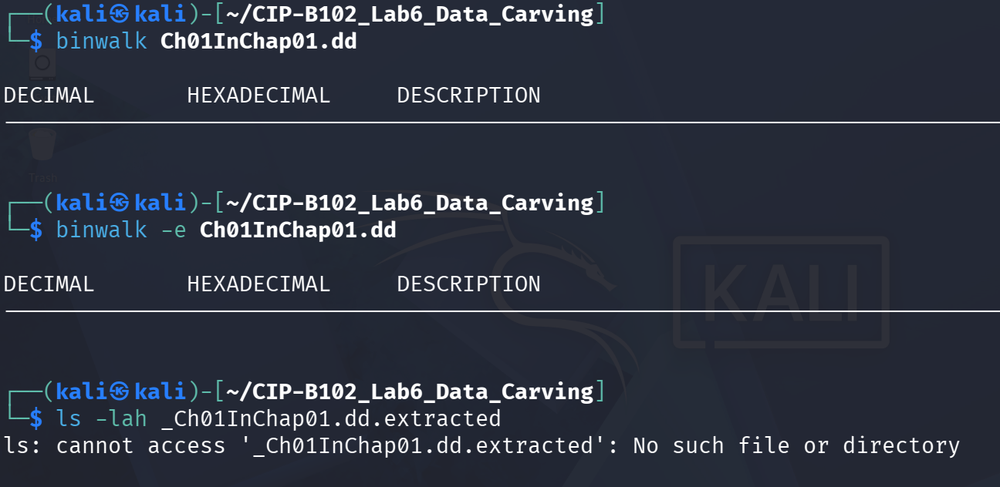 ┌──(kali㉿kali)-[~/CIP-B102_Lab6_Data_Carving]
└─$ binwalk Ch01InChap01.dd
DECIMAL       HEXADECIMAL     DESCRIPTION
Trash
┌──(kali㉿kali)-[~/CIP-B102_Lab6_Data_Carving]
└─$ binwalk -e Ch01InChap01.dd
DECIMAL       HEXADECIMAL     DESCRIPTION
KALI
┌──(kali㉿kali)-[~/CIP-B102_Lab6_Data_Carving]
└─$ ls -lah _Ch01InChap01.dd.extracted
ls: cannot access '_Ch01InChap01.dd.extracted': No such file or directory